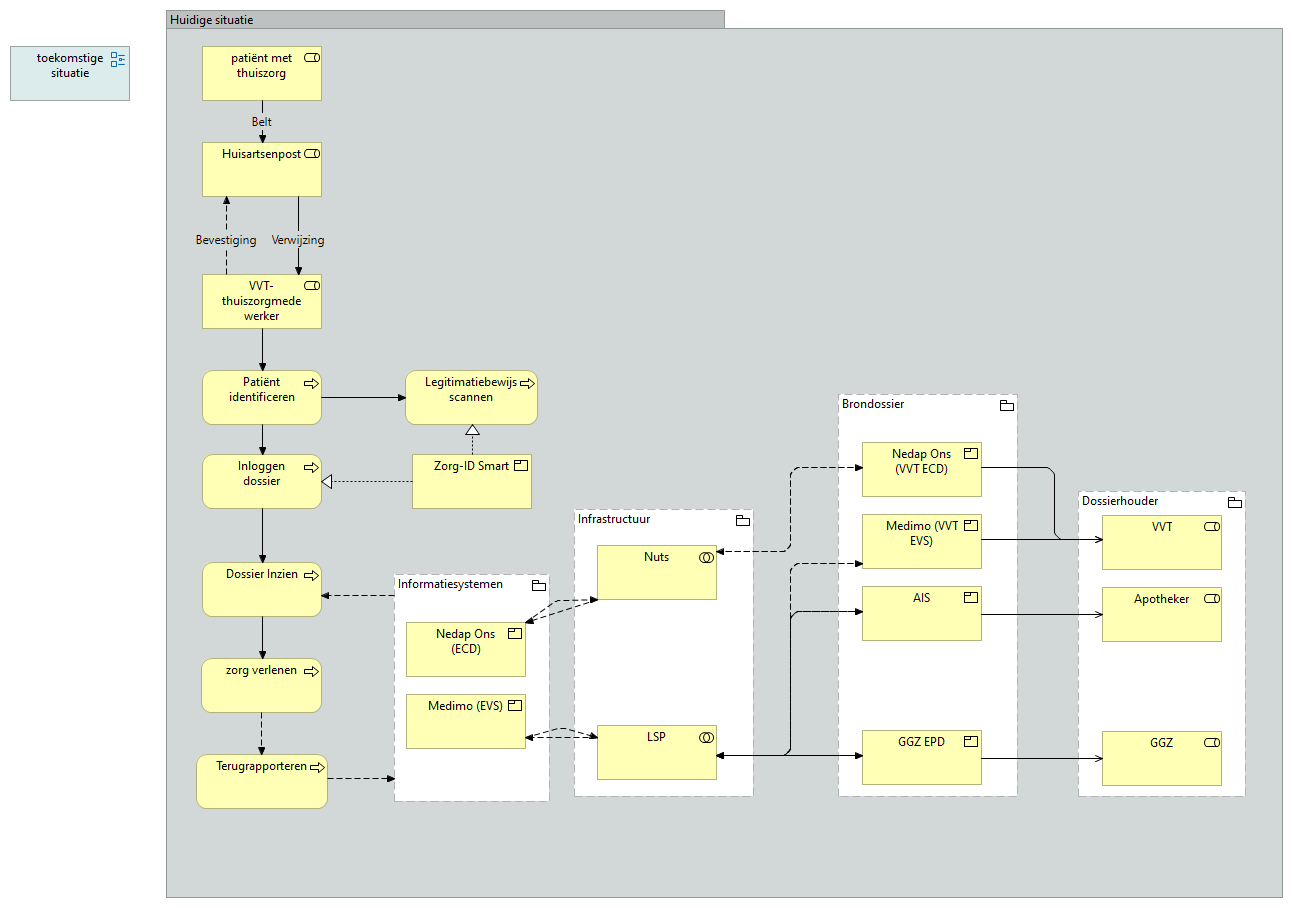 Huidige situatie
toekomstige
situatie
patiënt met
thuiszorg
Belt
Huisartsenpost
Bevestiging
Verwijzing
VVT-
thuiszorgmede
werker
Patiënt
identificeren
Legitimatiebewijs
scannen
Inloggen
dossier
Zorg-ID Smart
Dossier Inzien
zorg verlenen
Terugrapporteren
Informatiesystemen
Nedap Ons
(ECD)
Medimo (EVS)
Infrastructuur
Nuts
LSP
Brondossier
Nedap Ons
(VVT ECD)
Medimo (VVT
EVS)
AIS
GGZ EPD
Dossierhouder
VVT
Apotheker
GGZ